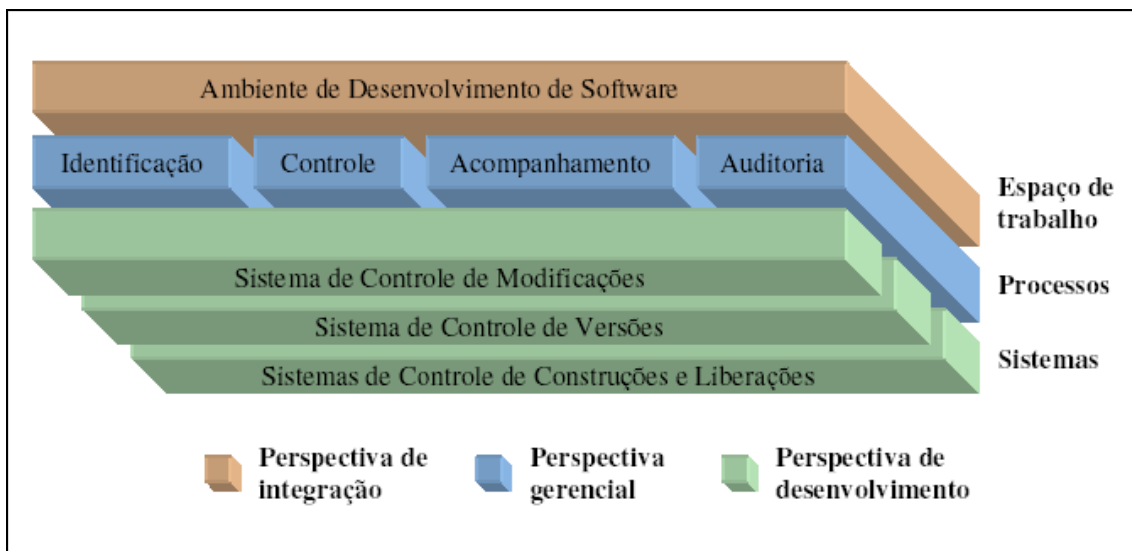 Ambiente de Desenvolvimento de Software
Identificação
Controle
Acompanhamento
Auditoria
Espaço de
trabalho
Sistema de Controle de Modificações
Processos
Sistema de Controle de Versões
Sistemas
Sistemas de Controle de Construções e Liberações
Perspectiva de
integração
Perspectiva
gerencial
Perspectiva de
desenvolvimento